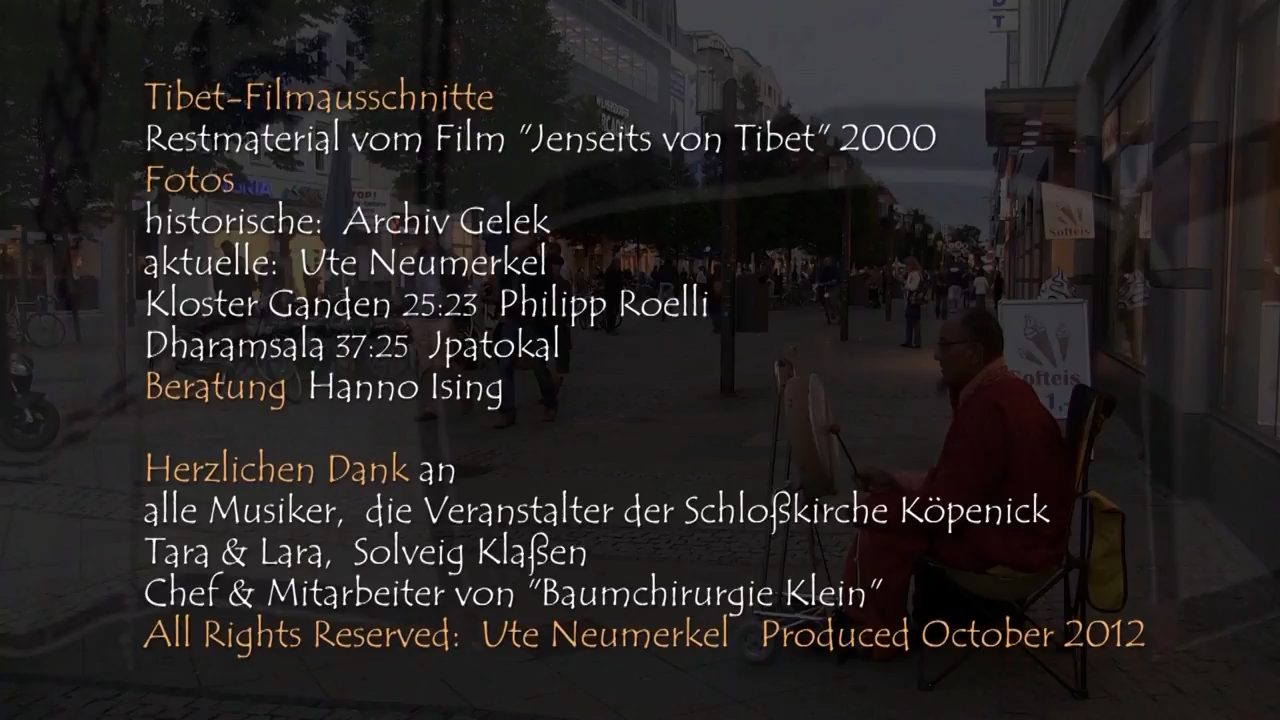 Tibet-Filmausschnitte
Restmaterial vom Film "Jenseits von Tibet" 2000
Fotos
historische: Archiv Gelek
aktuelle: Ute Neumerkel
Kloster Ganden 25:23 Philipp Roelli
Dharamsala 37:25 Jpatokal
Beratung Hanno Ising
Herzlichen Dank an
alle Musiker, die Veranstalter der Schloßkirche Köpenick
Tara & Lara, Solveig Klaßen
Chef & Mitarbeiter von "Baumchirurgie Klein"
All Rights Reserved: Ute Neumerkel Produced October 2012
Softeis
Softeis